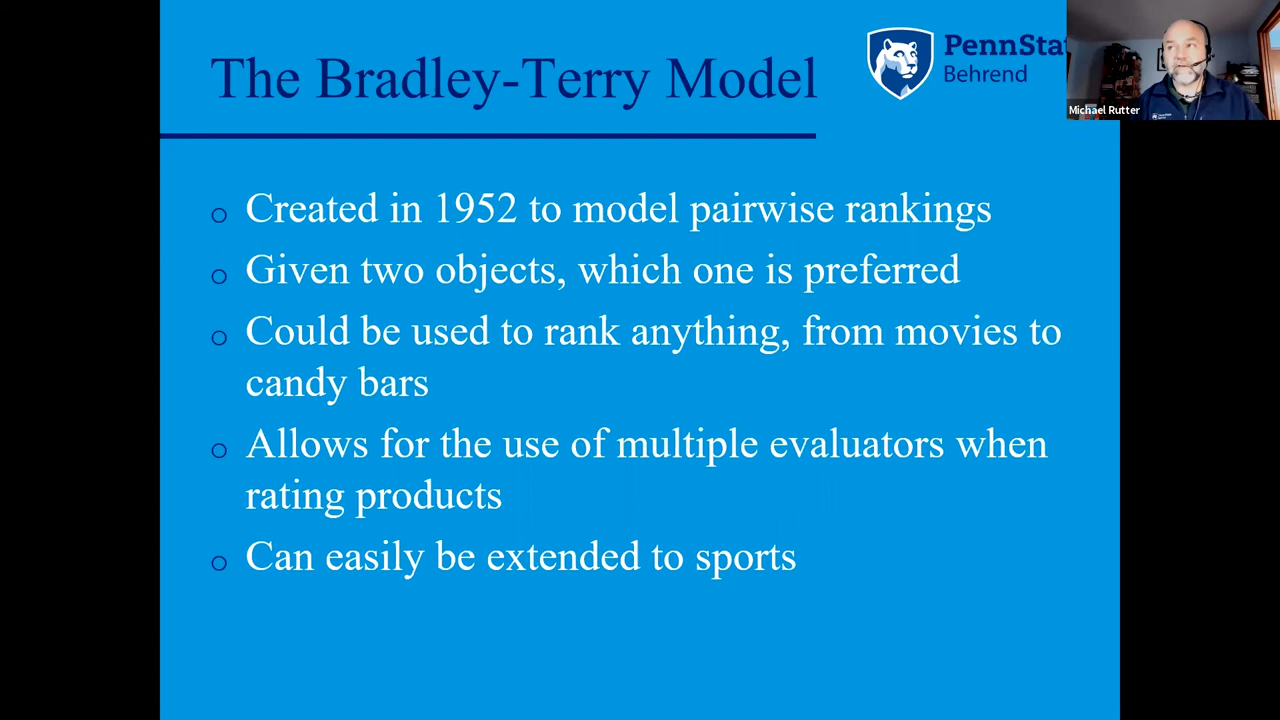 The Bradley-Terry Model
PennSta
Behrend
Michael Rutter
Created in 1952 to model pairwise rankings
Given two objects, which one is preferred
Could be used to rank anything, from movies to
candy bars
Allows for the use of multiple evaluators when
rating products
Can easily be extended to sports